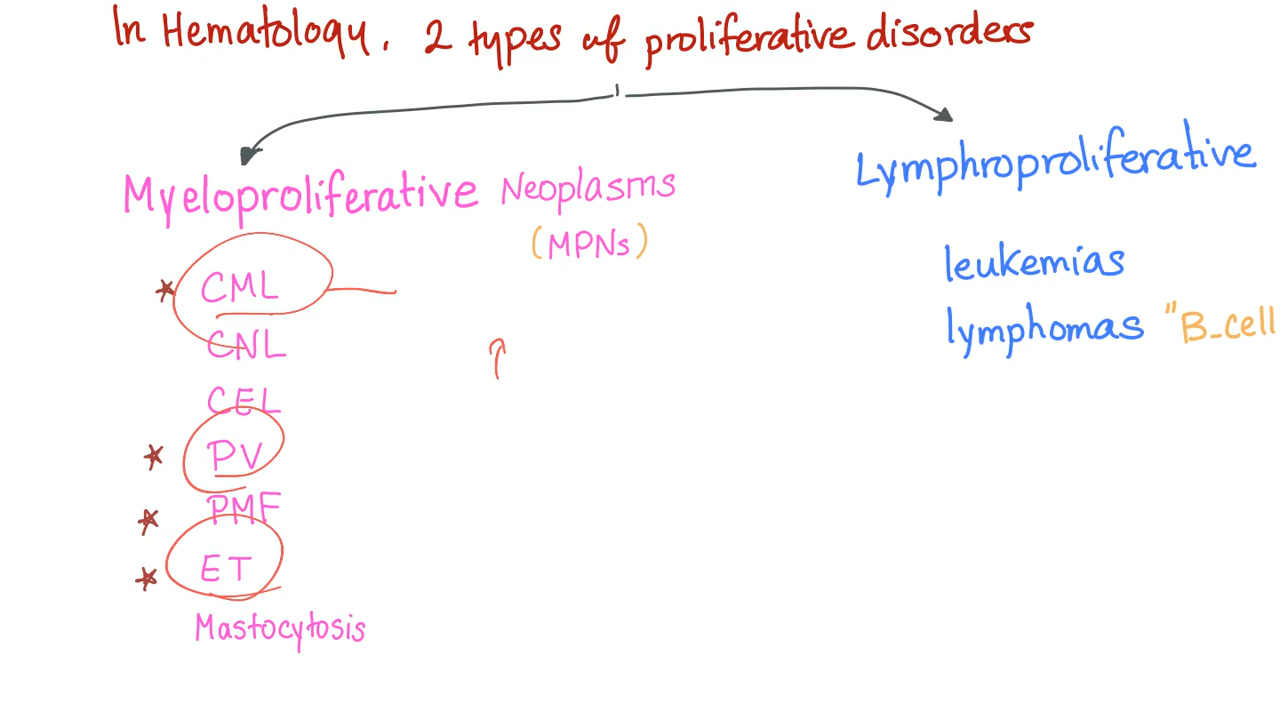 In Hematology, 2 types of proliferative disorders
Myeloproliferative Neoplasms
(MPNs)
CML
CNL
CEL
PV
PMF
ET
Mastocytosis
Lymphroproliferative
leukemias
lymphomas "B-cell